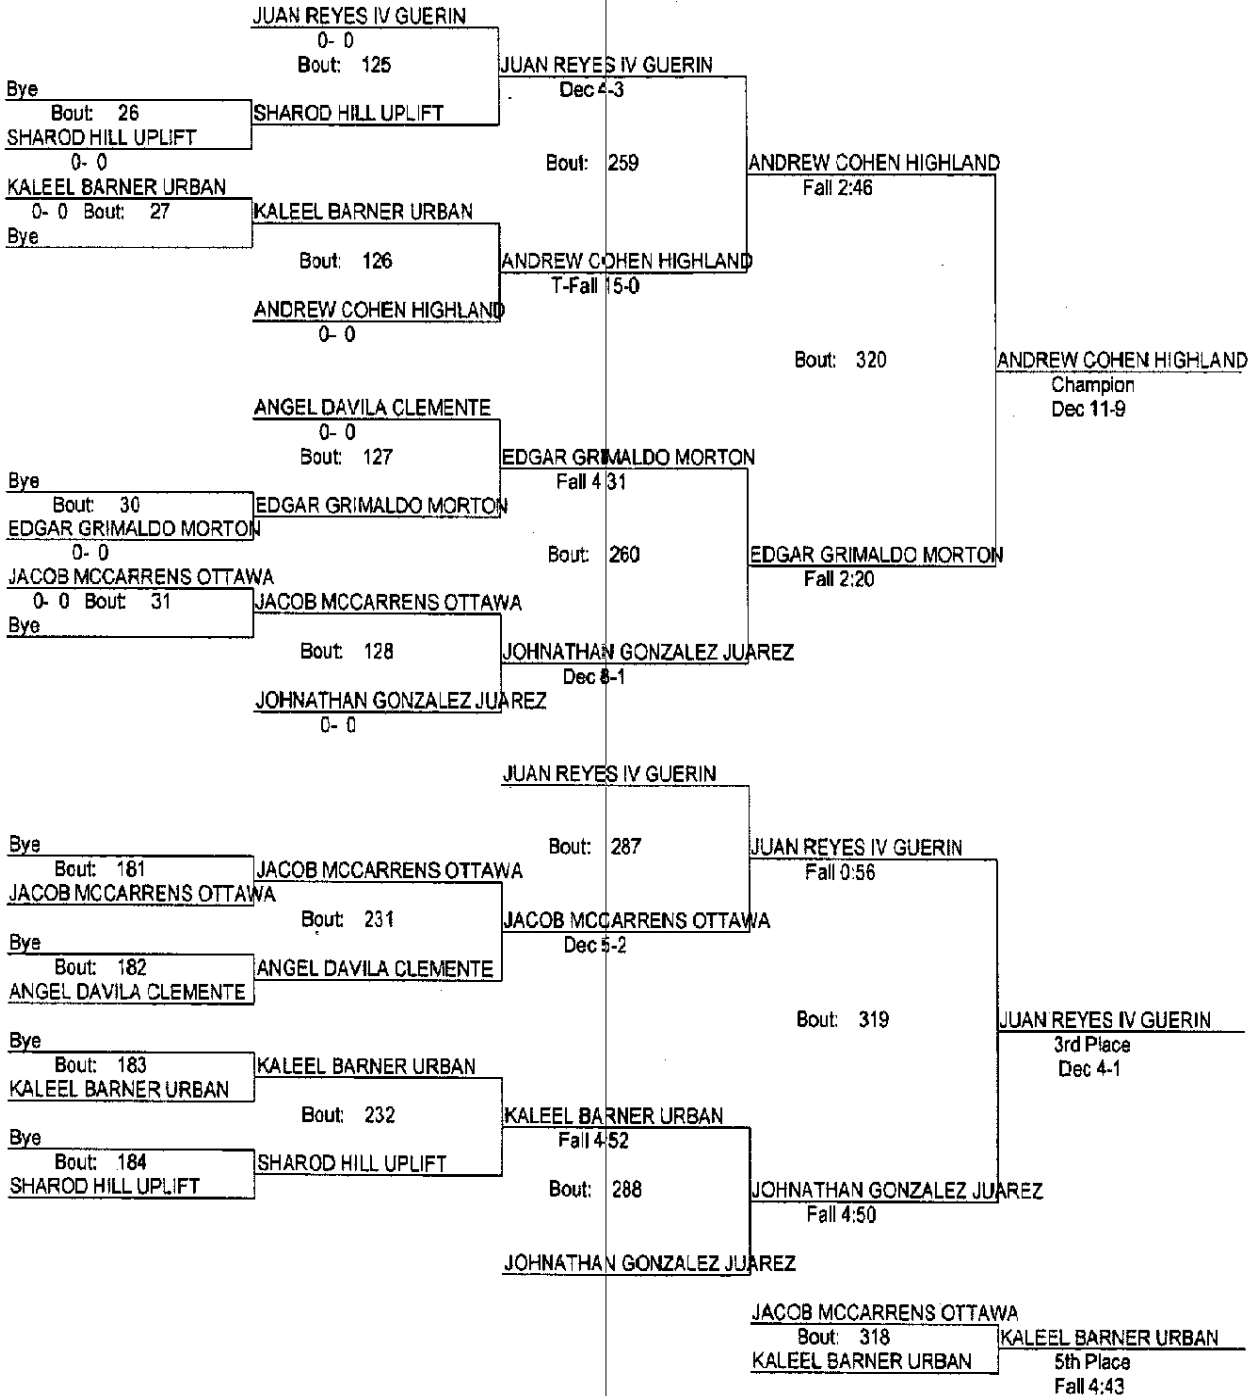 JUAN REYES IV GUERIN
0- 0
Bout: 125
JUAN REYES IV GUERIN
Dec 4-3
Bye
Bout: 26
SHAROD HILL UPLIFT
SHAROD HILL UPLIFT
0- 0
Bout: 259
ANDREW COHEN HIGHLAND
Fall 2:46
KALEEL BARNER URBAN
0- 0 Bout: 27
KALEEL BARNER URBAN
Bye
Bout: 126
ANDREW COHEN HIGHLAND
T-Fall 15-0
ANDREW COHEN HIGHLAND
0- 0
Bout: 320
ANDREW COHEN HIGHLAND
Champion
Dec 11-9
ANGEL DAVILA CLEMENTE
0- 0
Bout: 127
EDGAR GRIMALDO MORTON
Fall 4:31
Bye
Bout: 30
EDGAR GRIMALDO MORTON
EDGAR GRIMALDO MORTON
0- 0
Bout: 260
EDGAR GRIMALDO MORTON
Fall 2:20
JACOB MCCARRENS OTTAWA
0- 0 Bout: 31
JACOB MCCARRENS OTTAWA
Bye
Bout: 128
JOHNATHAN GONZALEZ JUAREZ
Dec 8-1
JOHNATHAN GONZALEZ JUAREZ
0- 0
JUAN REYES IV GUERIN
Bout: 287
JUAN REYES IV GUERIN
Fall 0:56
Bye
Bout: 181
JACOB MCCARRENS OTTAWA
JACOB MCCARRENS OTTAWA
Bout: 231
JACOB MCCARRENS OTTAWA
Dec 5-2
Bye
Bout: 182
ANGEL DAVILA CLEMENTE
ANGEL DAVILA CLEMENTE
Bout: 319
JUAN REYES IV GUERIN
3rd Place
Dec 4-1
Bye
Bout: 183
KALEEL BARNER URBAN
KALEEL BARNER URBAN
Bout: 232
KALEEL BARNER URBAN
Fall 4:52
Bye
Bout: 184
SHAROD HILL UPLIFT
SHAROD HILL UPLIFT
Bout: 288
JOHNATHAN GONZALEZ JUAREZ
Fall 4:50
JOHNATHAN GONZALEZ JUAREZ
JACOB MCCARRENS OTTAWA
Bout: 318
KALEEL BARNER URBAN
KALEEL BARNER URBAN
5th Place
Fall 4:43